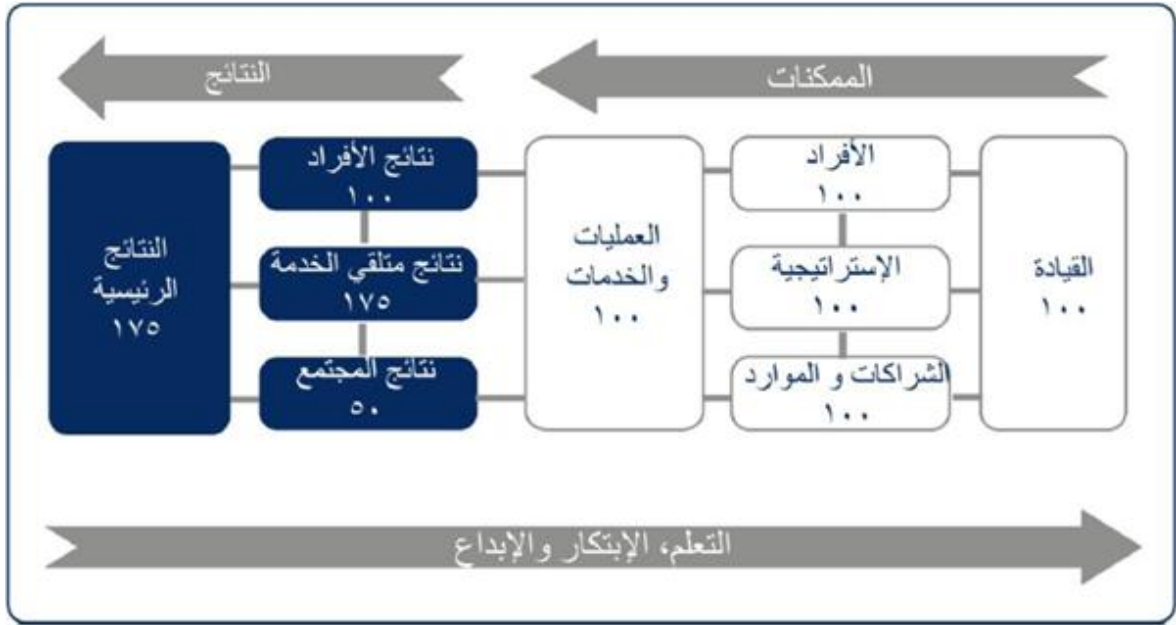 الممكنات
النتائج
القيادة
١٠٠
الأفراد
١٠٠
الإستراتيجية
١٠٠
الشراكات و الموارد
١٠٠
العمليات
والخدمات
١٠٠
نتائج الأفراد
١٠٠
نتائج متلقي الخدمة
١٧٥
نتائج المجتمع
٥٠
النتائج
الرئيسية
١٧٥
التعلم، الإبتكار والإبداع